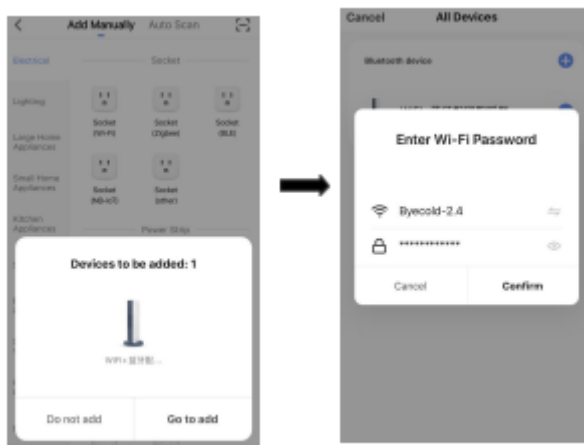 Add Manually Auto Scan
Electrical
Socket
Lighting
Large Home
Appliances
Small Home
Appliances
Kitchen
Appliances
Socket
(Wi-Fi)
Socket
(Zigbee)
Socket
(BLE)
Socket
(NB-IoT)
Socket
(other)
Power Strip
Devices to be added: 1
Do not add
Go to add
Cancel
All Devices
Bluetooth device
Enter Wi-Fi Password
Byecold-2.4
************
Cancel
Confirm